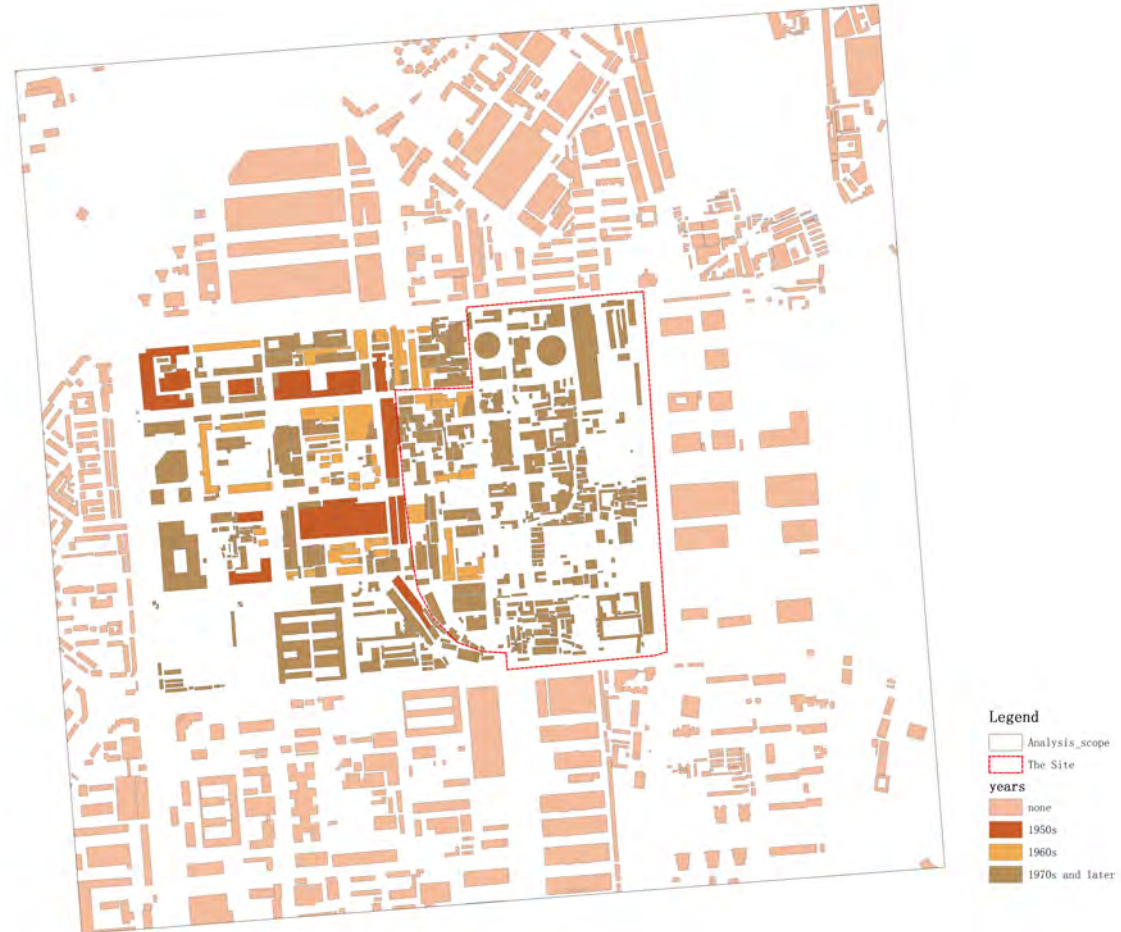 Legend
Analysis_scope
The Site
years
none
1950s
1960s
1970s and later